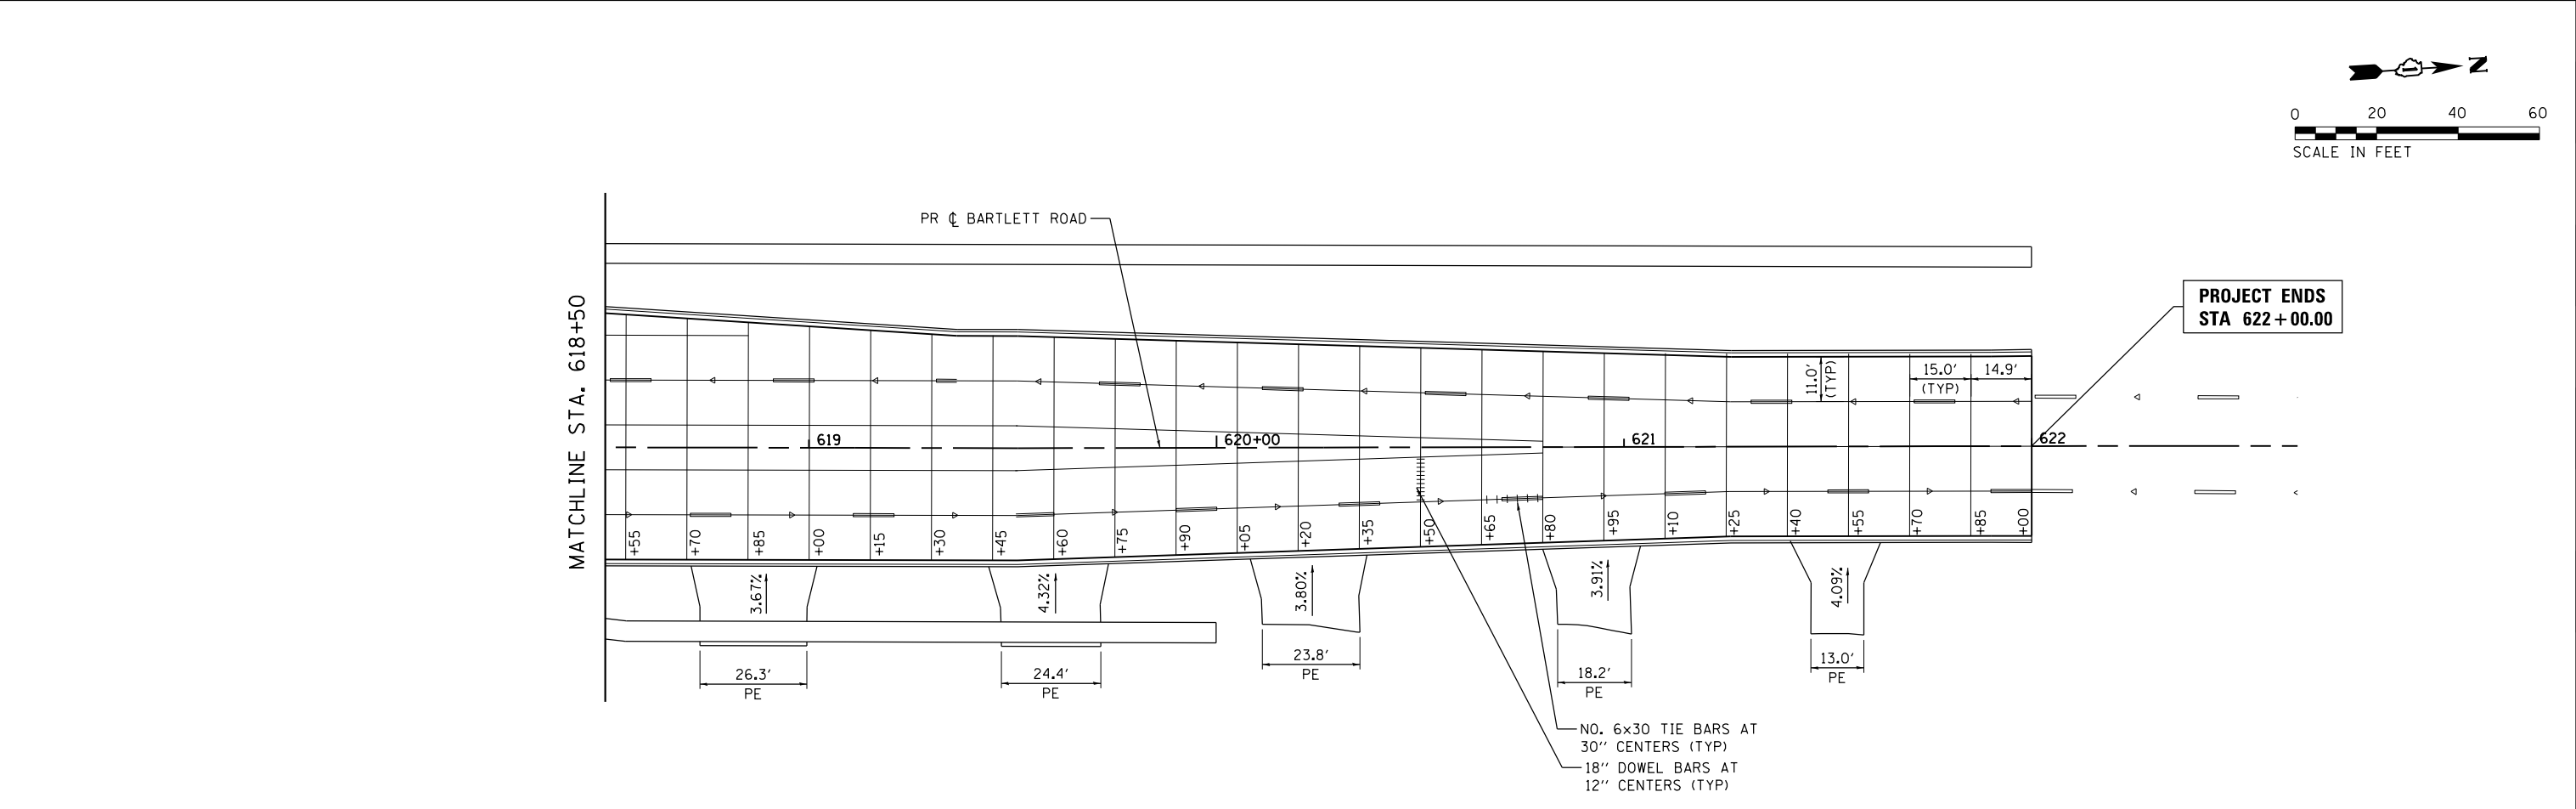 N
0 20 40 60
SCALE IN FEET
PR ℄ BARTLETT ROAD
MATCHLINE STA. 618+50
PROJECT ENDS
STA 622+00.00
11.0'
(TYP)
15.0'
(TYP)
14.9'
619
620+00
621
622
+55
+70
+85
+00
+15
+30
+45
+60
+75
+90
+05
+20
+35
+50
+65
+80
+95
+10
+25
+40
+55
+70
+85
+00
3.67%
4.32%
3.80%
3.91%
4.09%
26.3'
PE
24.4'
PE
23.8'
PE
18.2'
PE
13.0'
PE
NO. 6x30 TIE BARS AT
30" CENTERS (TYP)
18" DOWEL BARS AT
12" CENTERS (TYP)